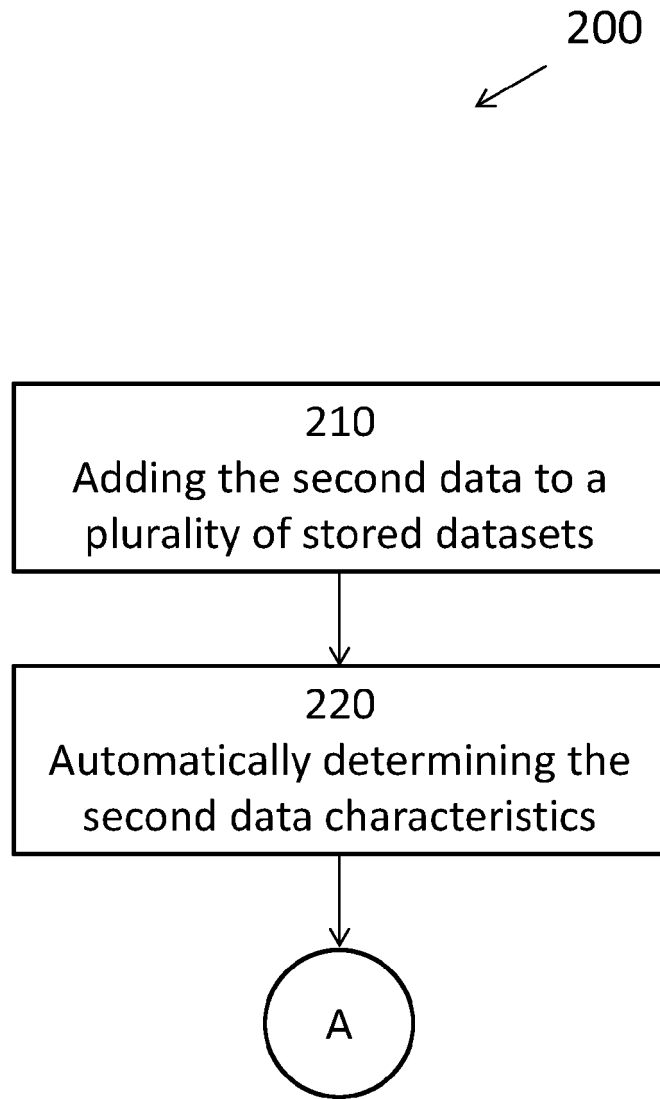 200
210
Adding the second data to a
plurality of stored datasets
220
Automatically determining the
second data characteristics
A